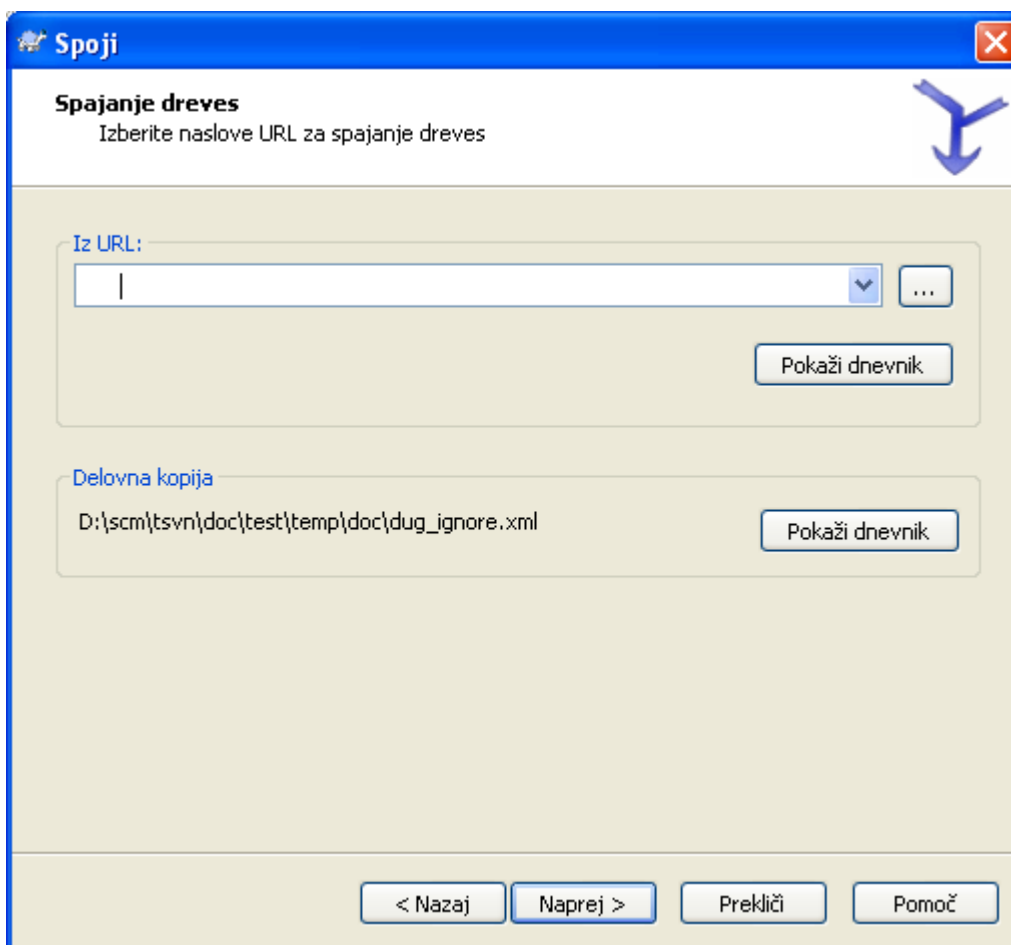 Spoji
Spajanje dreves
Izberite naslove URL za spajanje dreves
Iz URL:
...
Pokaži dnevnik
Delovna kopija
D:\scm\tsvn\doc\test\temp\doc\dug_ignore.xml
Pokaži dnevnik
< Nazaj
Naprej >
Prekliči
Pomoč